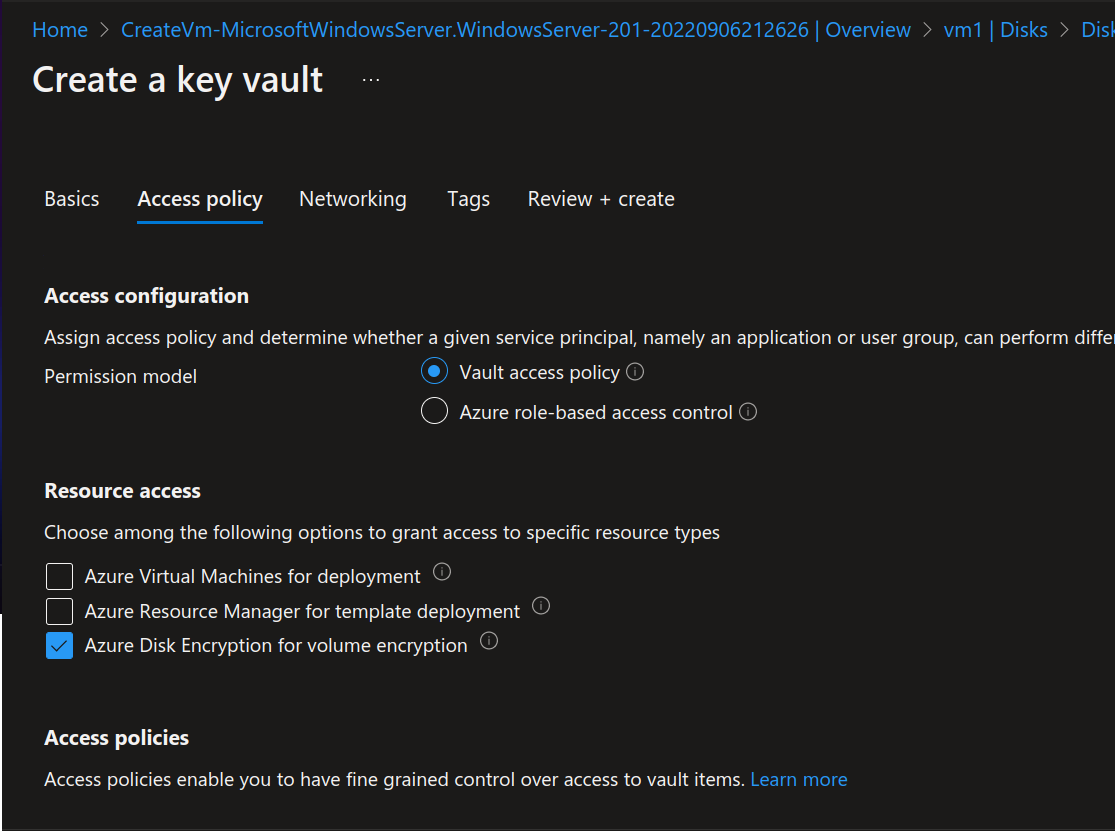 Home > CreateVm-MicrosoftWindowsServer.WindowsServer-201-20220906212626 | Overview > vm1 | Disks > Disk
Create a key vault ...
Basics Access policy Networking Tags Review + create
Access configuration
Assign access policy and determine whether a given service principal, namely an application or user group, can perform differ
Permission model
Vault access policy
Azure role-based access control
Resource access
Choose among the following options to grant access to specific resource types
Azure Virtual Machines for deployment
Azure Resource Manager for template deployment
Azure Disk Encryption for volume encryption
Access policies
Access policies enable you to have fine grained control over access to vault items. Learn more